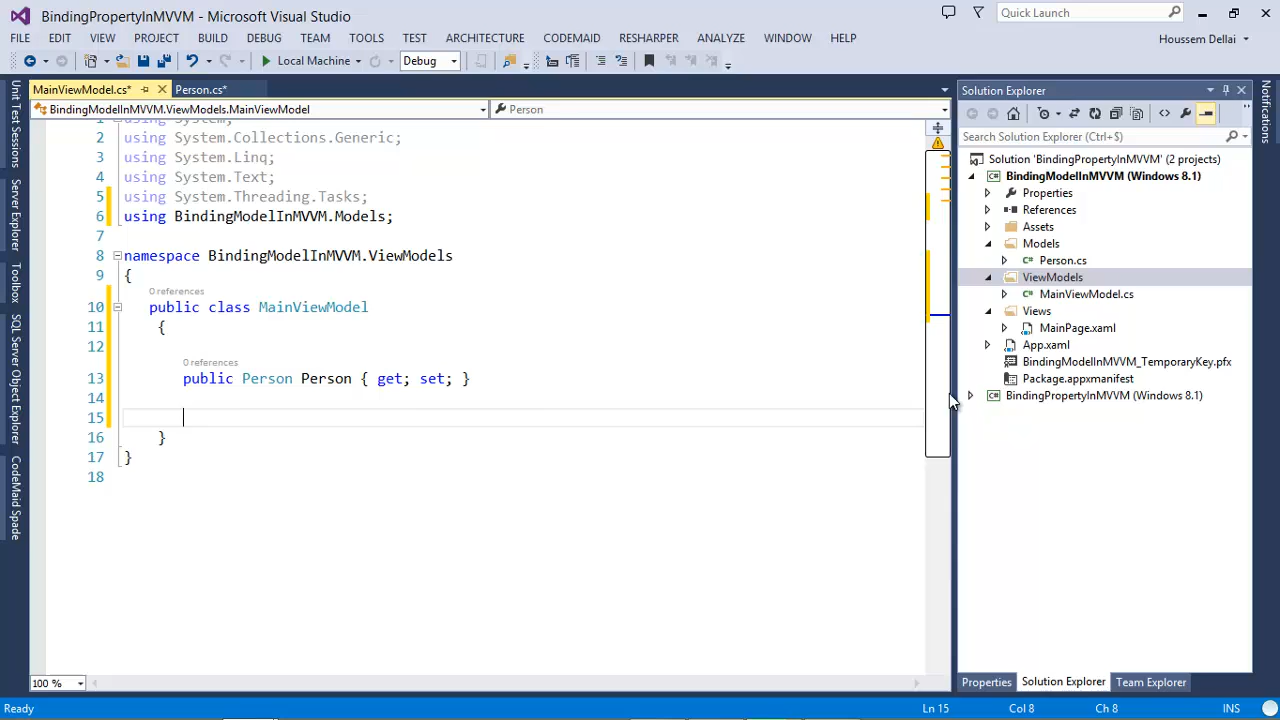 BindingPropertyInMVVM - Microsoft Visual Studio
Quick Launch
FILE EDIT VIEW PROJECT BUILD DEBUG TEAM TOOLS TEST ARCHITECTURE CODEMAID RESHARPER ANALYZE WINDOW HELP
Houssem Dellai
Local Machine
Debug
MainViewModel.cs*
Person.cs*
BindingModelInMVVM.ViewModels.MainViewModel
Person
1 using System;
2 using System.Collections.Generic;
3 using System.Linq;
4 using System.Text;
5 using System.Threading.Tasks;
6 using BindingModelInMVVM.Models;
7
8 namespace BindingModelInMVVM.ViewModels
9 {
0 references
10 public class MainViewModel
11 {
12
0 references
13 public Person Person { get; set; }
14
15
16 }
17 }
18
100 %
Unit Test Sessions
Server Explorer
Toolbox
SQL Server Object Explorer
CodeMaid Spade
Solution Explorer
Search Solution Explorer (Ctrl+$)
Solution 'BindingPropertyInMVVM' (2 projects)
BindingModelInMVVM (Windows 8.1)
Properties
References
Assets
Models
C# Person.cs
ViewModels
C# MainViewModel.cs
Views
MainPage.xaml
App.xaml
BindingModelInMVVM_TemporaryKey.pfx
Package.appxmanifest
BindingPropertyInMVVM (Windows 8.1)
Properties Solution Explorer Team Explorer
Notifications
Ready
Ln 15 Col 8 Ch 8 INS